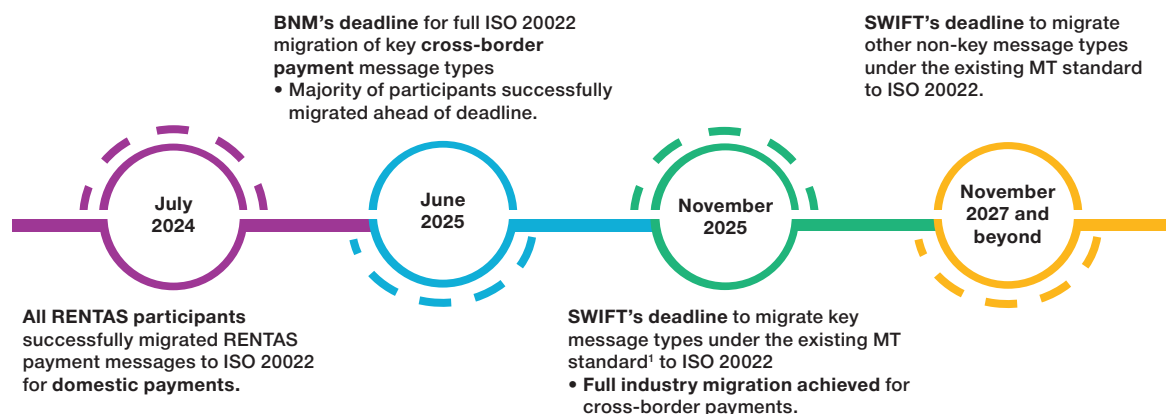 BNM's deadline for full ISO 20022
migration of key cross-border
payment message types
• Majority of participants successfully
migrated ahead of deadline.
SWIFT's deadline to migrate
other non-key message types
under the existing MT standard
to ISO 20022.
July
2024
June
2025
November
2025
November
2027 and
beyond
All RENTAS participants
successfully migrated RENTAS
payment messages to ISO 20022
for domestic payments.
SWIFT's deadline to migrate key
message types under the existing MT
standard¹ to ISO 20022
• Full industry migration achieved for
cross-border payments.